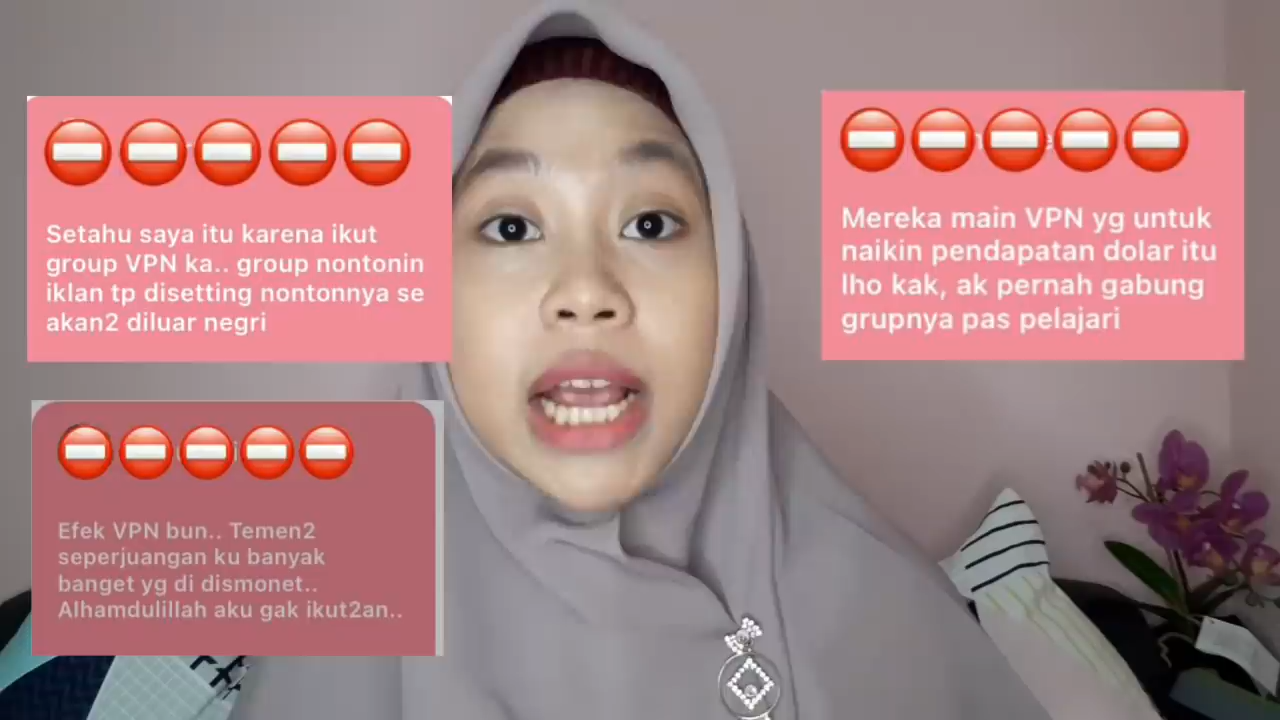 Setahu saya itu karena ikut
group VPN ka.. group nontonin
iklan tp disetting nontonnya se
akan2 diluar negri
Mereka main VPN yg untuk
naikin pendapatan dolar itu
lho kak, ak pernah gabung
grupnya pas pelajari
Efek VPN bun.. Temen2
seperjuangan ku banyak
banget yg di dismonet..
Alhamdulillah aku gak ikut2an..